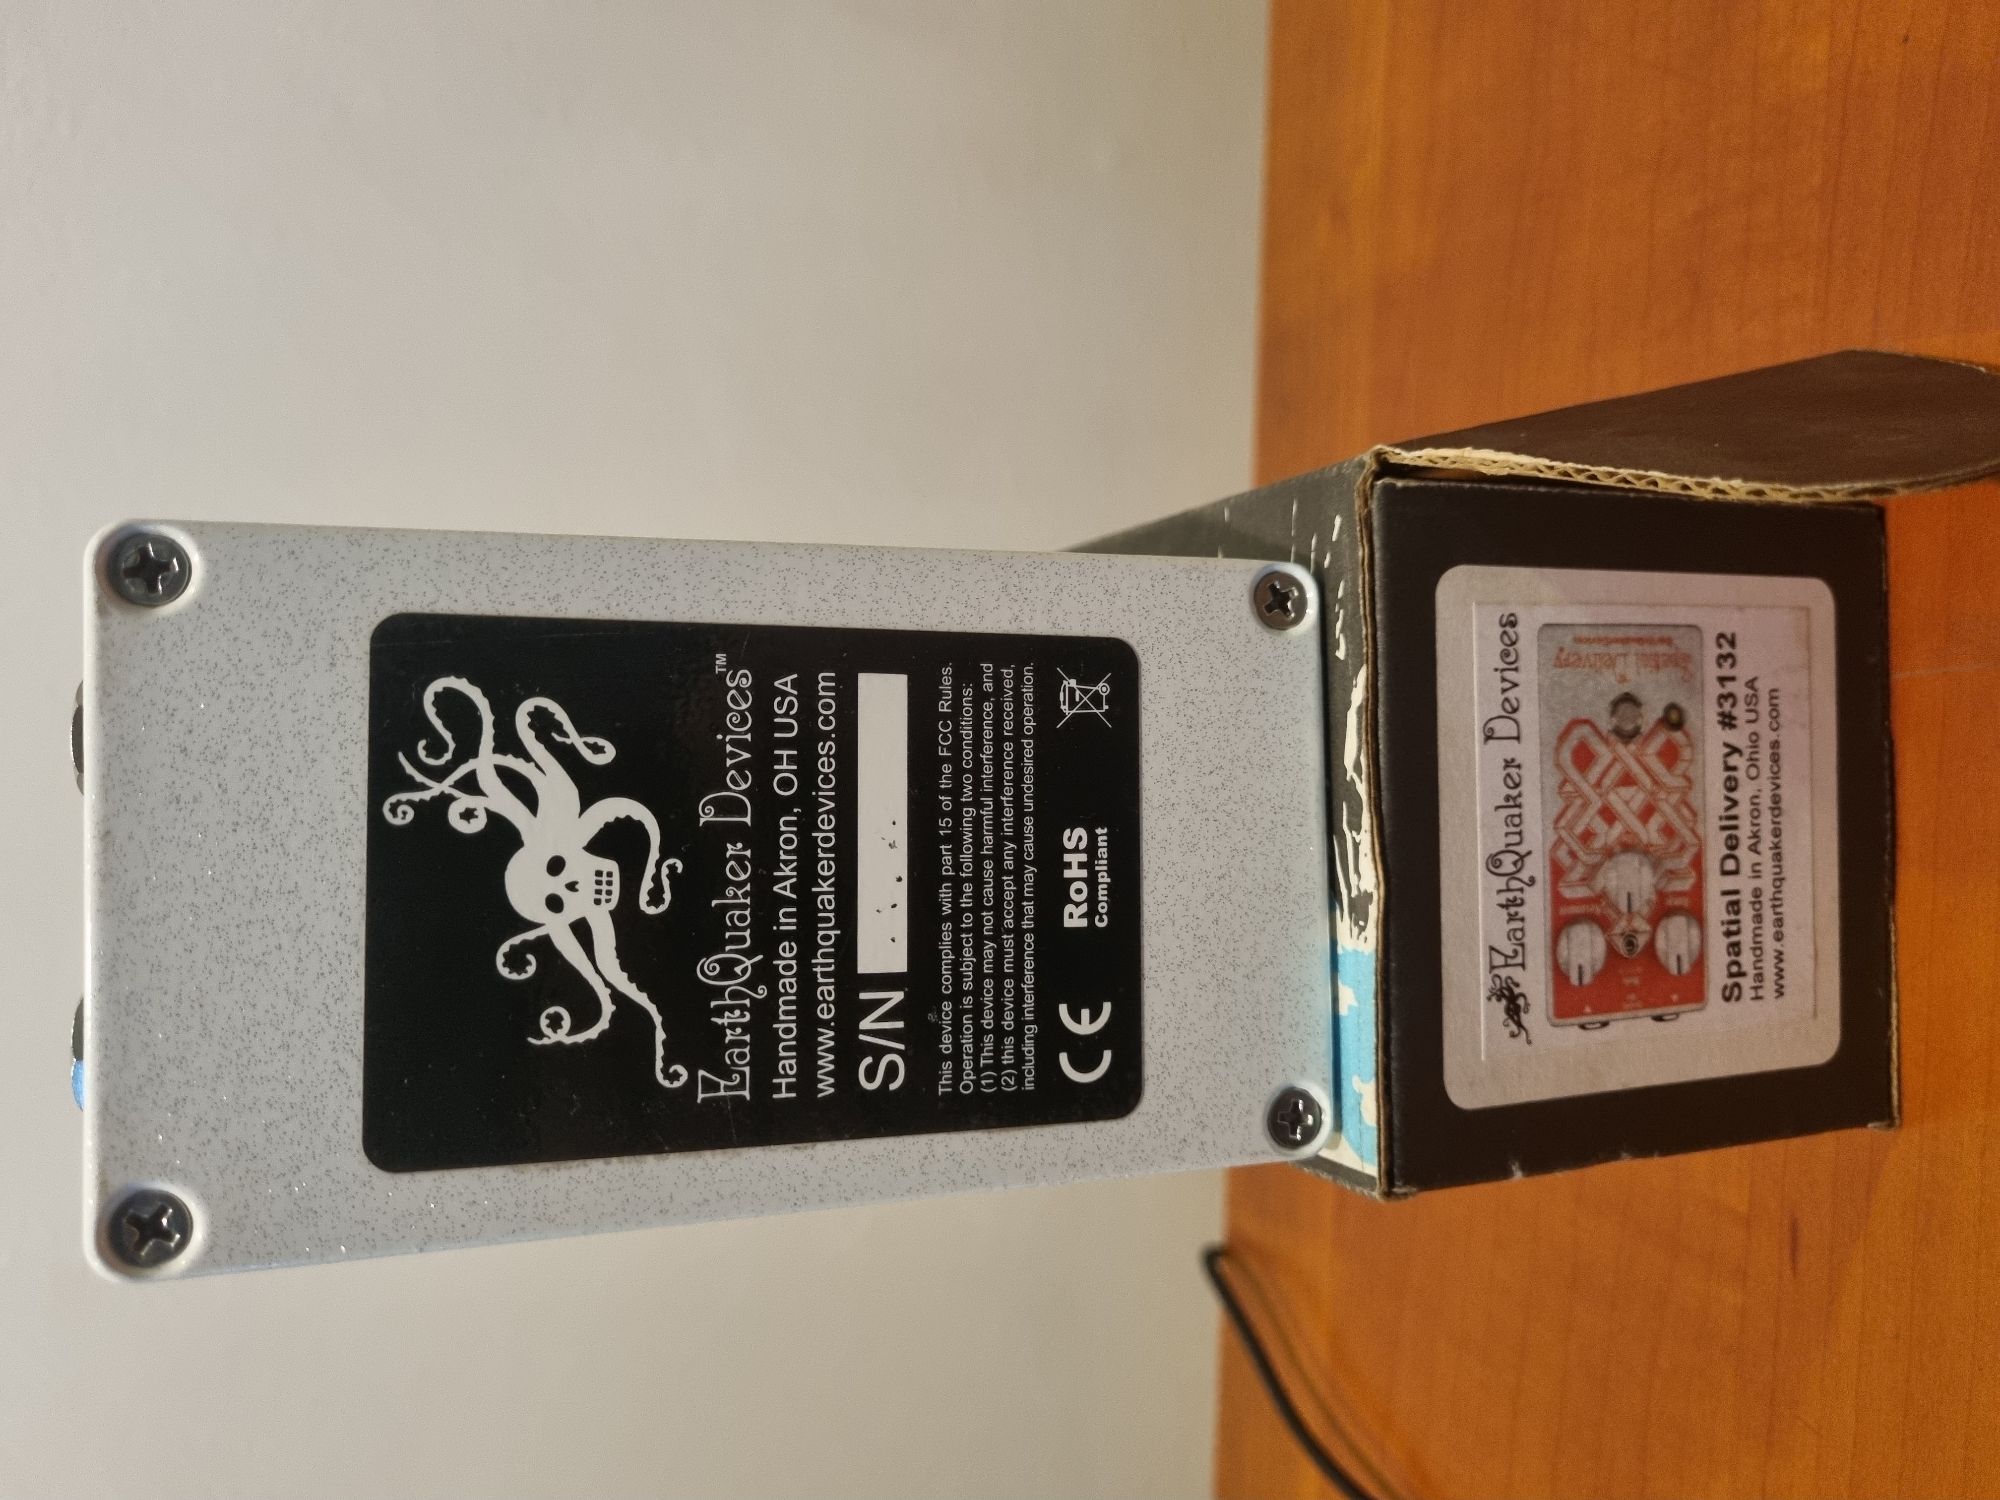 EarthQuaker Devices™
Handmade in Akron, OH USA
www.earthquakerdevices.com
S/N
This device complies with part 15 of the FCC Rules.
Operation is subject to the following two conditions:
(1) This device may not cause harmful interference, and
(2) this device must accept any interference received,
including interference that may cause undesired operation.
CE RoHS
Compliant
EarthQuaker Devices
Spatial Delivery
Spatial Delivery #3132
Handmade in Akron, Ohio USA
www.earthquakerdevices.com